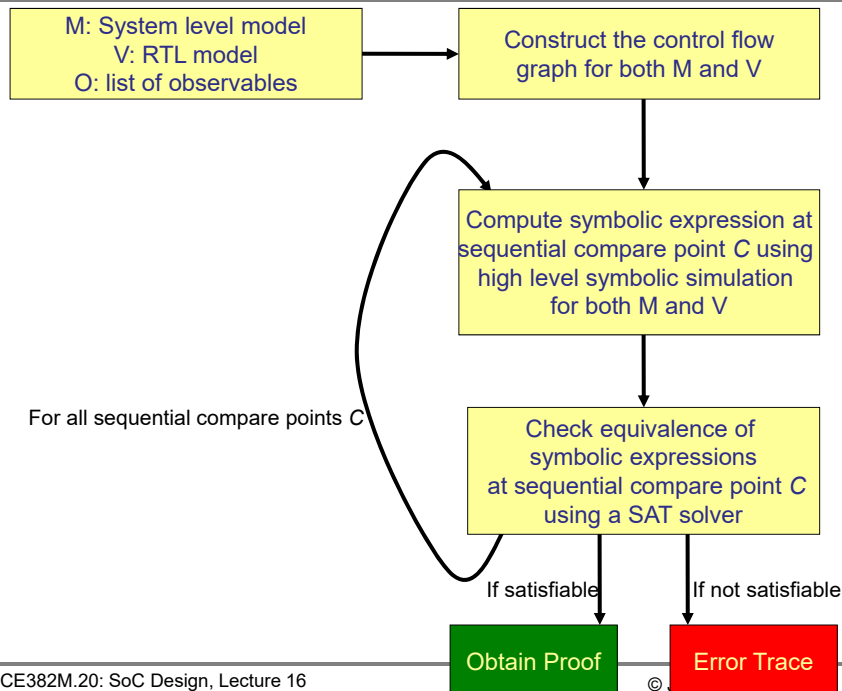 M: System level model
V: RTL model
O: list of observables
Construct the control flow
graph for both M and V
Compute symbolic expression at
sequential compare point C using
high level symbolic simulation
for both M and V
For all sequential compare points C
Check equivalence of
symbolic expressions
at sequential compare point C
using a SAT solver
If satisfiable
If not satisfiable
Obtain Proof
Error Trace
CE382M.20: SoC Design, Lecture 16
©